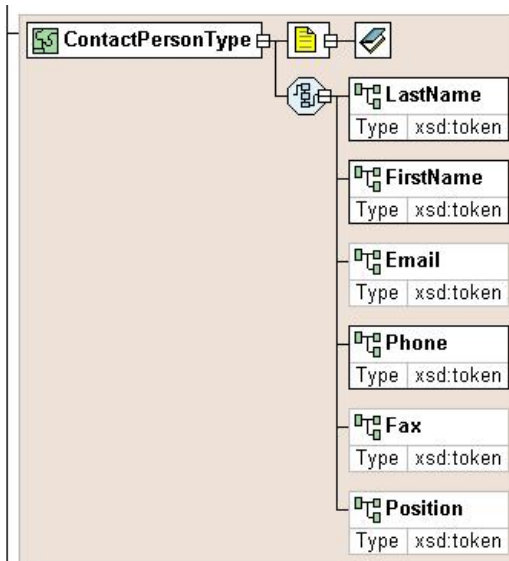 ContactPersonType
LastName
Type xsd:token
FirstName
Type xsd:token
Email
Type xsd:token
Phone
Type xsd:token
Fax
Type xsd:token
Position
Type xsd:token